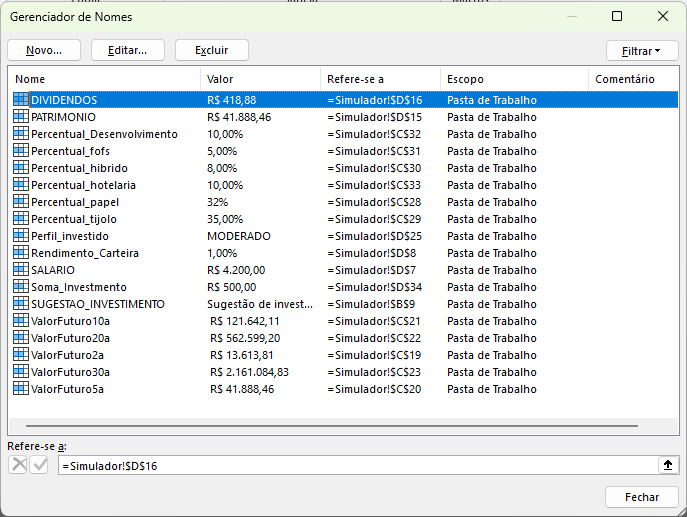 Gerenciador de Nomes
Novo... Editar... Excluir Filtrar
Nome Valor Refere-se a Escopo Comentário
DIVIDENDOS R$ 418,88 =Simulador!$D$16 Pasta de Trabalho
PATRIMONIO R$ 41.888,46 =Simulador!$D$15 Pasta de Trabalho
Percentual_Desenvolvimento 10,00% =Simulador!$C$32 Pasta de Trabalho
Percentual_fofs 5,00% =Simulador!$C$31 Pasta de Trabalho
Percentual_hibrido 8,00% =Simulador!$C$30 Pasta de Trabalho
Percentual_hotelaria 10,00% =Simulador!$C$33 Pasta de Trabalho
Percentual_papel 32% =Simulador!$C$28 Pasta de Trabalho
Percentual_tijolo 35,00% =Simulador!$C$29 Pasta de Trabalho
Perfil_investido MODERADO =Simulador!$D$25 Pasta de Trabalho
Rendimento_Carteira 1,00% =Simulador!$D$8 Pasta de Trabalho
SALARIO R$ 4.200,00 =Simulador!$D$7 Pasta de Trabalho
Soma_Investmento R$ 500,00 =Simulador!$D$34 Pasta de Trabalho
SUGESTAO_INVESTIMENTO Sugestão de invest... =Simulador!$B$9 Pasta de Trabalho
ValorFuturo10a R$ 121.642,11 =Simulador!$C$21 Pasta de Trabalho
ValorFuturo20a R$ 562.599,20 =Simulador!$C$22 Pasta de Trabalho
ValorFuturo2a R$ 13.613,81 =Simulador!$C$19 Pasta de Trabalho
ValorFuturo30a R$ 2.161.084,83 =Simulador!$C$23 Pasta de Trabalho
ValorFuturo5a R$ 41.888,46 =Simulador!$C$20 Pasta de Trabalho
Refere-se a:
=Simulador!$D$16
Fechar